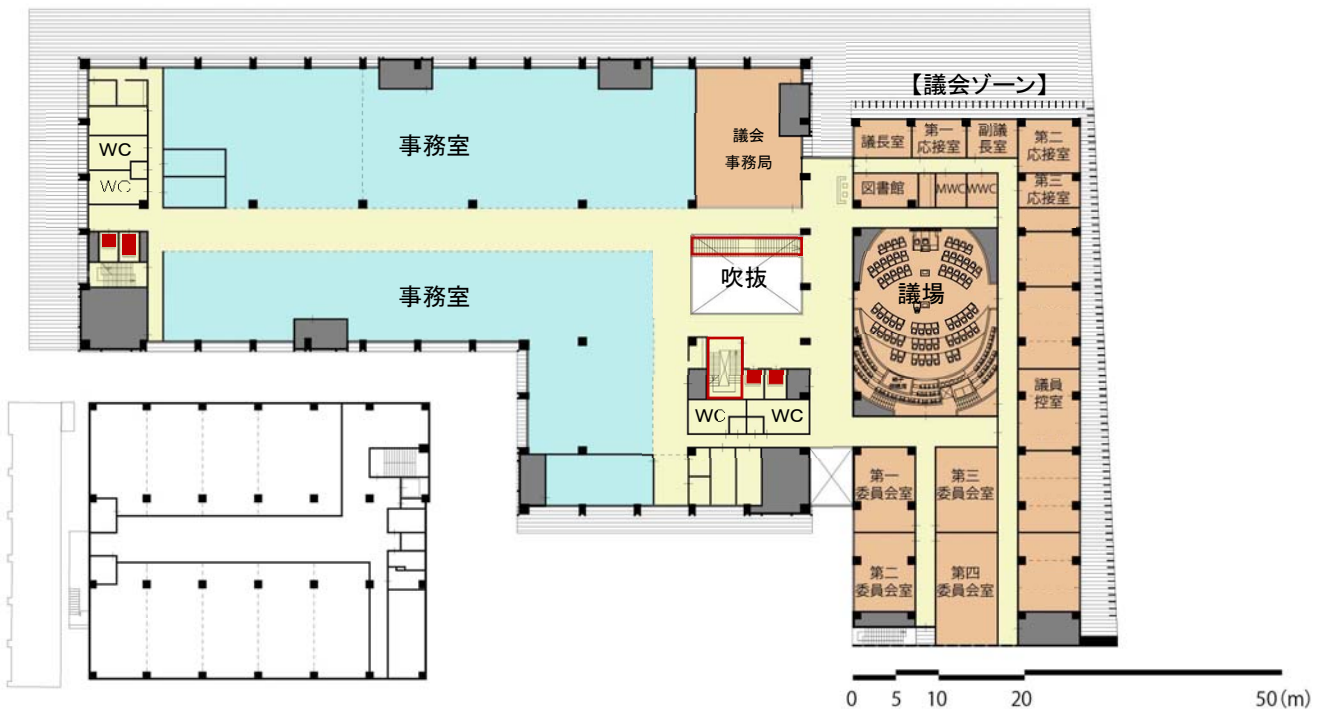 【議会ゾーン】
事務室
議会
事務局
WC
WC
議長室
第一
応接室
副議
長室
第二
応接室
図書館
MWC
WWC
第三
応接室
吹抜
議場
事務室
議員
控室
WC
WC
第一
委員会室
第三
委員会室
第二
委員会室
第四
委員会室
0 5 10 20 50(m)